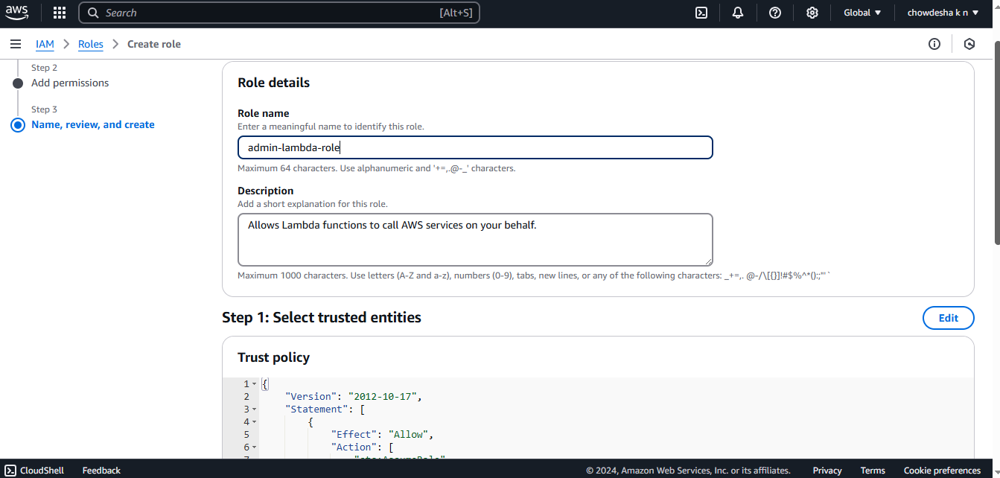 aws
Search
[Alt+S]
Global
chowdesha k n
IAM
Roles
Create role
Step 2
Add permissions
Step 3
Name, review, and create
Role details
Role name
Enter a meaningful name to identify this role.
admin-lambda-role
Maximum 64 characters. Use alphanumeric and '+=,.@-_' characters.
Description
Add a short explanation for this role.
Allows Lambda functions to call AWS services on your behalf.
Maximum 1000 characters. Use letters (A-Z and a-z), numbers (0-9), tabs, new lines, or any of the following characters: _+=,. @-/\[{}]!#$%^*();:"'`
Step 1: Select trusted entities
Edit
Trust policy
1 {
2 "Version": "2012-10-17",
3 "Statement": [
4 {
5 "Effect": "Allow",
6 "Action": [
7 "sts:AssumeRole"
CloudShell
Feedback
© 2024, Amazon Web Services, Inc. or its affiliates.
Privacy
Terms
Cookie preferences